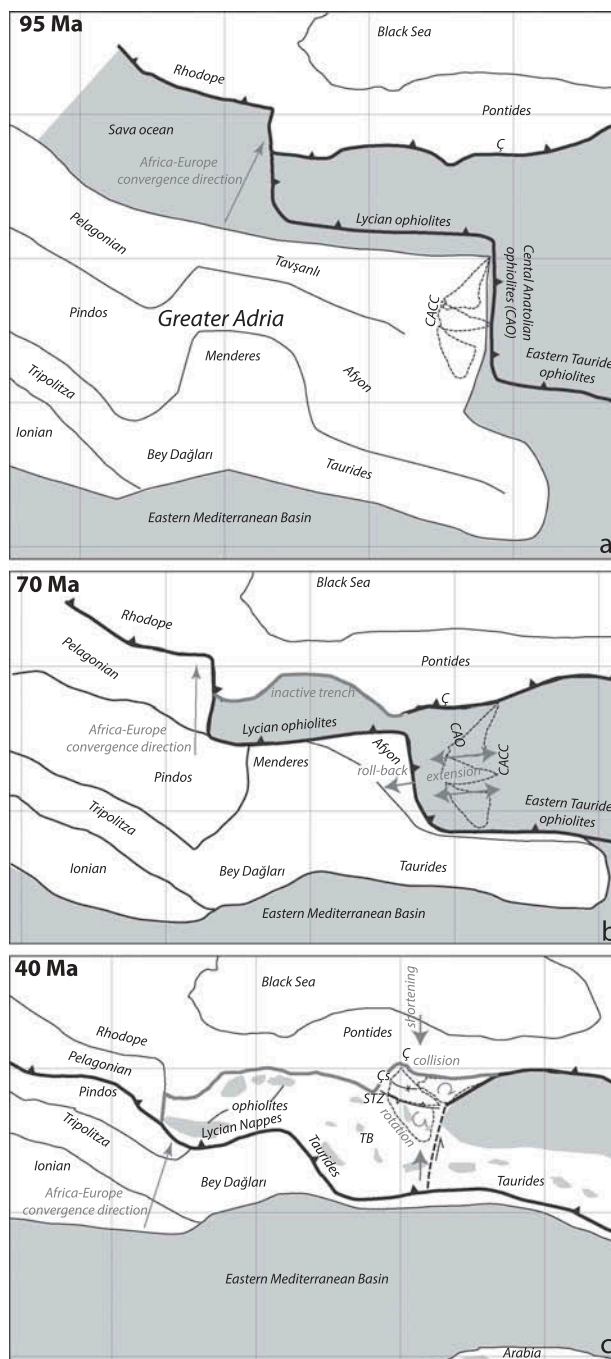 95 Ma
Black Sea
Rhodope
Pontides
Sava ocean
Ç
Africa-Europe
convergence direction
Lycian ophiolites
Pelagonian
Tavşanlı
Cental Anatolian
ophiolites (CAO)
CACC
Pindos
Greater Adria
Menderes
Afyon
Eastern Tauride
ophiolites
Tripolitza
Ionian
Bey Dağları
Taurides
Eastern Mediterranean Basin
a
70 Ma
Black Sea
Rhodope
Pelagonian
Pontides
inactive trench
Ç
Africa-Europe
convergence direction
Lycian ophiolites
CAO
CACC
Menderes
Afyon
roll-back
extension
Pindos
Tripolitza
Eastern Tauride
ophiolites
Ionian
Bey Dağları
Taurides
Eastern Mediterranean Basin
b
40 Ma
Black Sea
shortening
Rhodope
Pontides
Pelagonian
Ç
collision
Pindos
Çs
STZ
ophiolites
Lycian Nappes
rotation
Tripolitza
TB
Taurides
Ionian
Bey Dağları
Taurides
Africa-Europe
convergence direction
Eastern Mediterranean Basin
Arabia
c